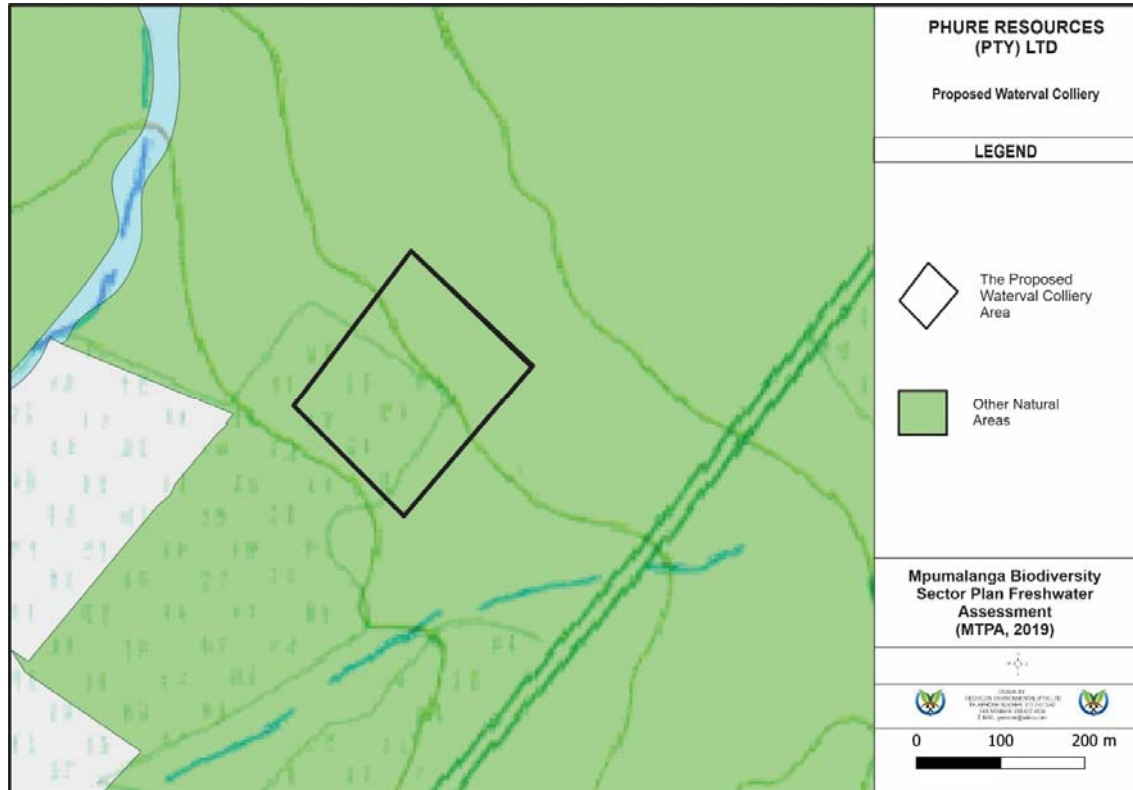 PHURE RESOURCES
(PTY) LTD
Proposed Waterval Colliery
LEGEND
The Proposed
Waterval Colliery
Area
Other Natural
Areas
Mpumalanga Biodiversity
Sector Plan Freshwater
Assessment
(MTPA, 2019)
0 100 200 m